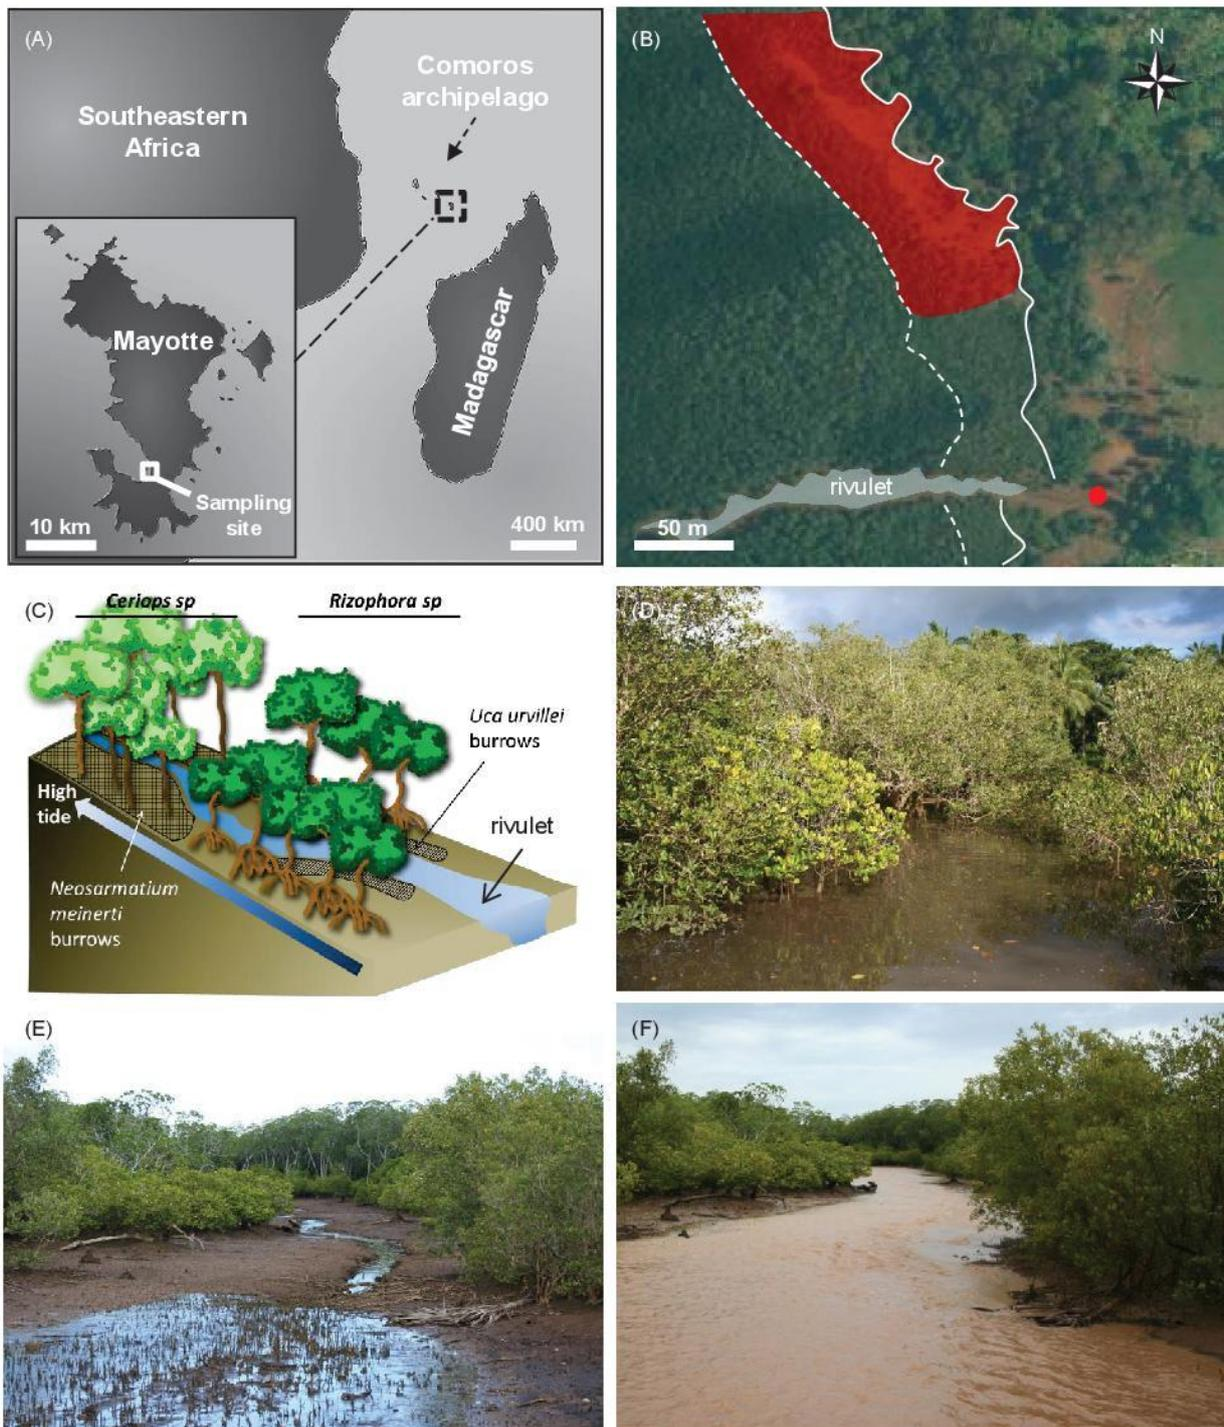 (A)
Comoros
archipelago
Southeastern
Africa
Mayotte
Madagascar
Sampling
site
10 km
400 km
(B)
N
rivulet
50 m
(C)
Ceriops sp
Rizophora sp
Uca urvillei
burrows
rivulet
High
tide
Neosarmatium
meinerti
burrows
(D)
(E)
(F)